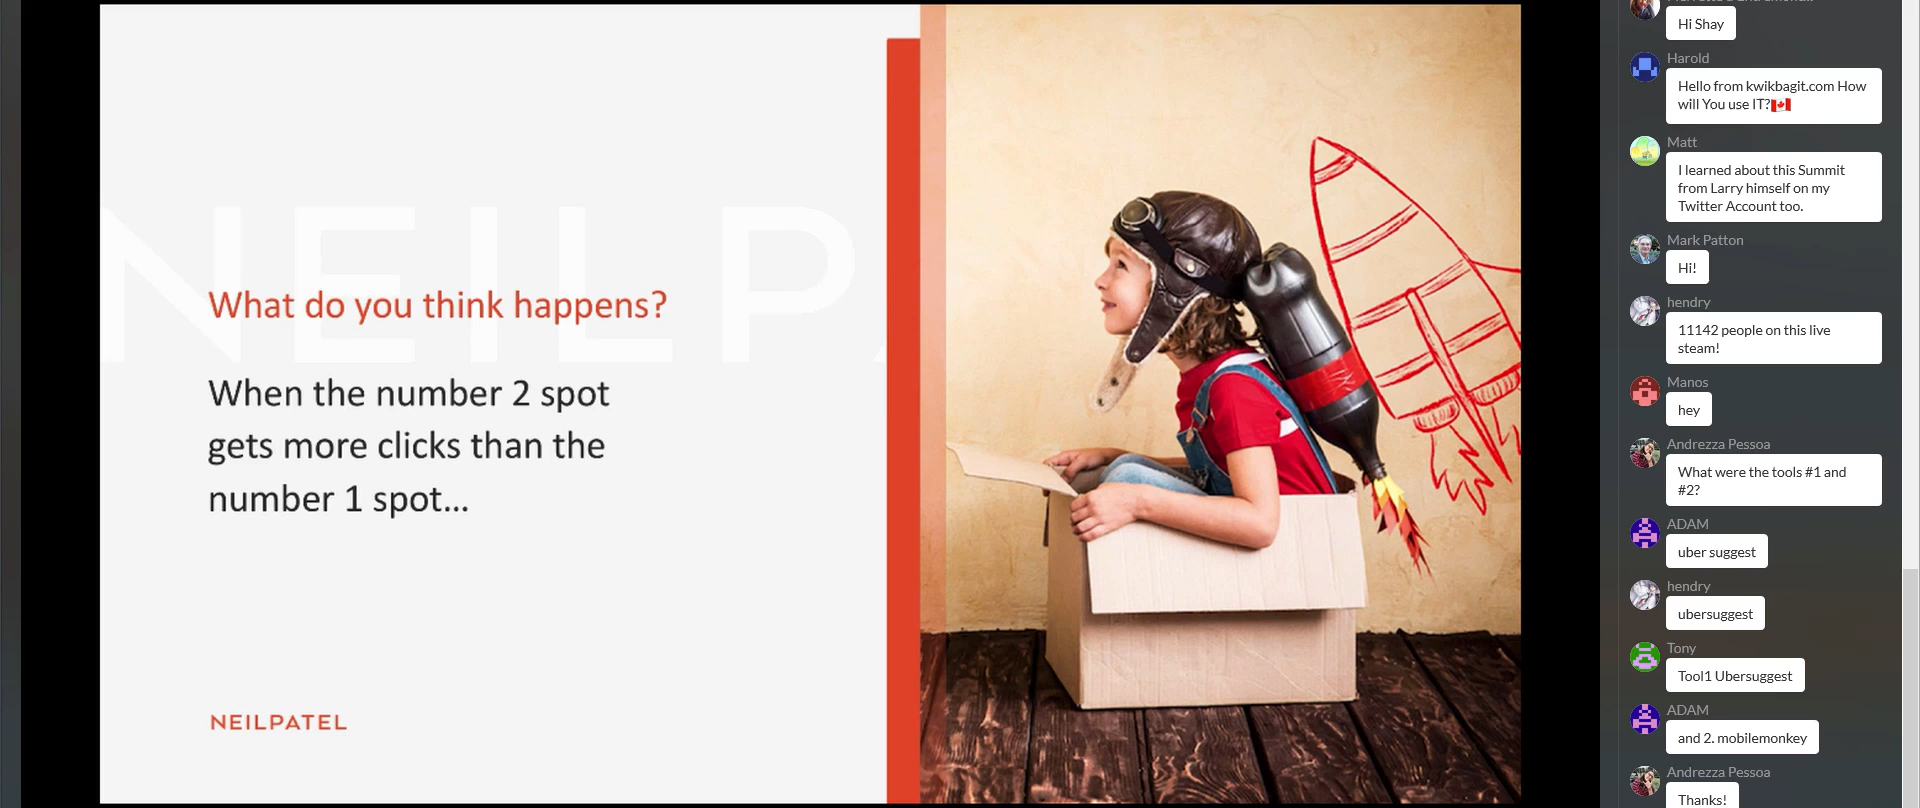 What do you think happens?
When the number 2 spot
gets more clicks than the
number 1 spot...
NEILPATEL
NEIL P
Hi Shay
Harold
Hello from kwikbagit.com How
will You use IT?🇨🇦
Matt
I learned about this Summit
from Larry himself on my
Twitter Account too.
Mark Patton
Hi!
hendry
11142 people on this live
steam!
Manos
hey
Andrezza Pessoa
What were the tools #1 and
#2?
ADAM
uber suggest
hendry
ubersuggest
Tony
Tool1 Ubersuggest
ADAM
and 2. mobilemonkey
Andrezza Pessoa
Thanks!